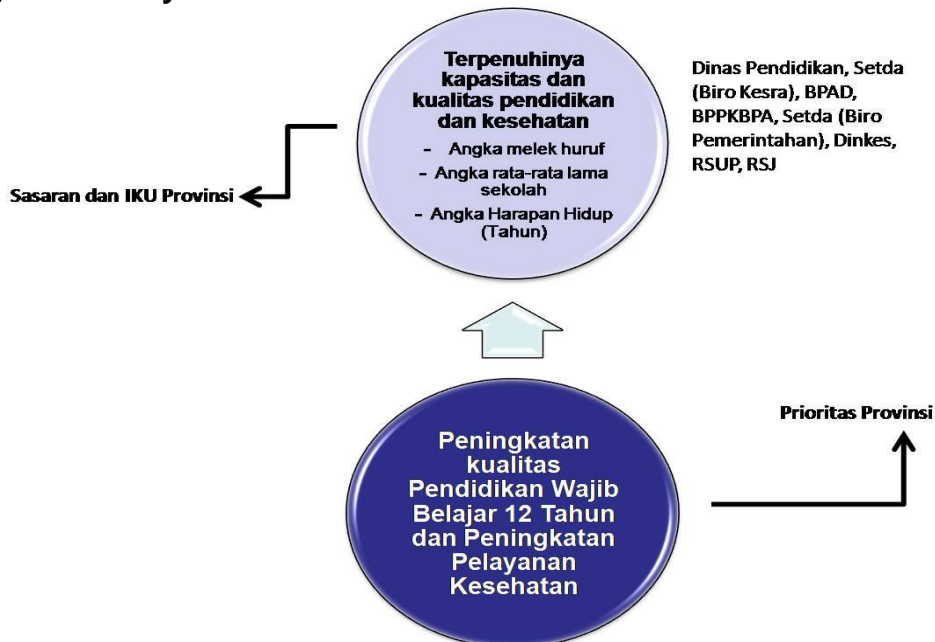 Terpenuhinya
kapasitas dan
kualitas pendidikan
dan kesehatan
- Angka melek huruf
- Angka rata-rata lama
sekolah
- Angka Harapan Hidup
(Tahun)
Dinas Pendidikan, Setda
(Biro Kesra), BPAD,
BPPKBPA, Setda (Biro
Pemerintahan), Dinkes,
RSUP, RSJ
Sasaran dan IKU Provinsi
Prioritas Provinsi
Peningkatan
kualitas
Pendidikan Wajib
Belajar 12 Tahun
dan Peningkatan
Pelayanan
Kesehatan